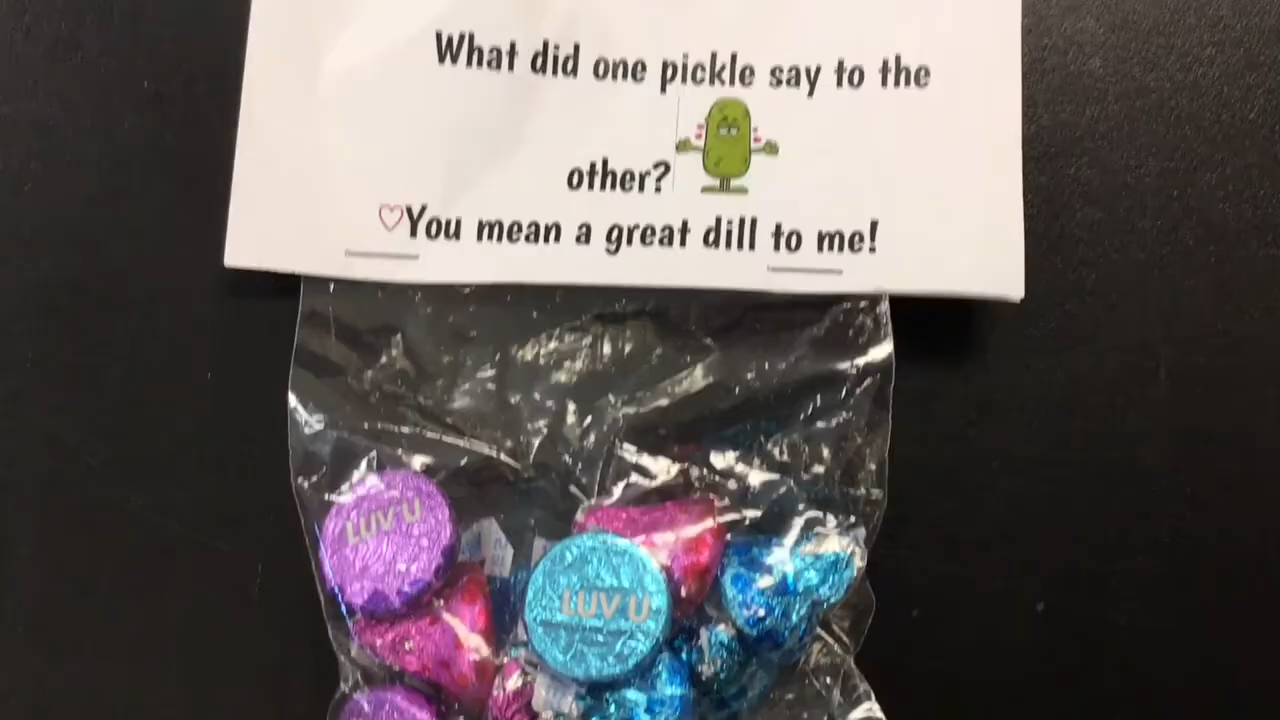 What did one pickle say to the
other?
♡You mean a great dill to me!
LUV U
LUV U